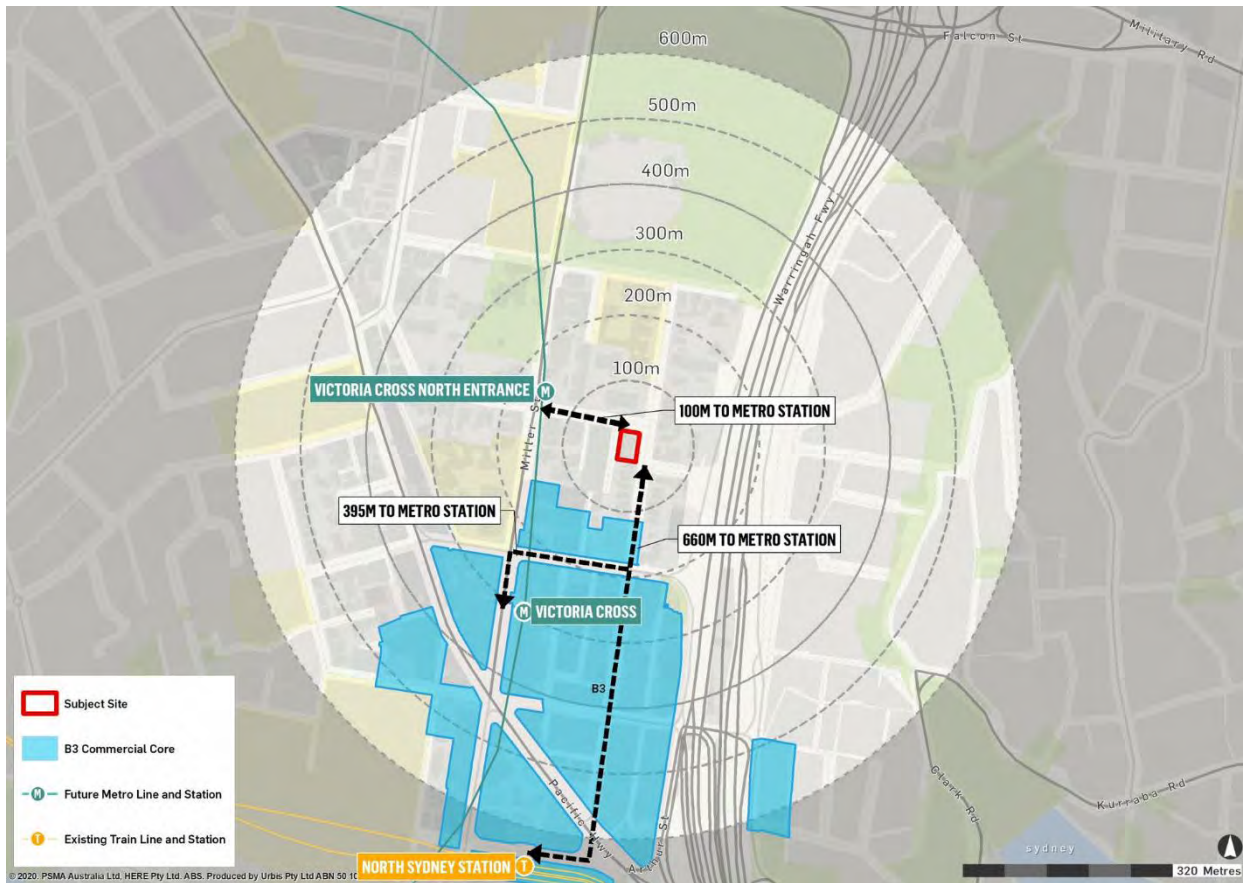 600m
Falcon St
Military Rd
500m
400m
300m
Warringah Fwy
200m
100m
VICTORIA CROSS NORTH ENTRANCE
M
100M TO METRO STATION
Miller St
395M TO METRO STATION
660M TO METRO STATION
M
VICTORIA CROSS
B3
Subject Site
B3 Commercial Core
M
Future Metro Line and Station
T
Existing Train Line and Station
Pacific Hwy
Arthur St
Clark Rd
Kurraba Rd
NORTH SYDNEY STATION
T
sydney
320 Metres
© 2020. PSMA Australia Ltd, HERE Pty Ltd. ABS. Produced by Urbis Pty Ltd ABN 50 10